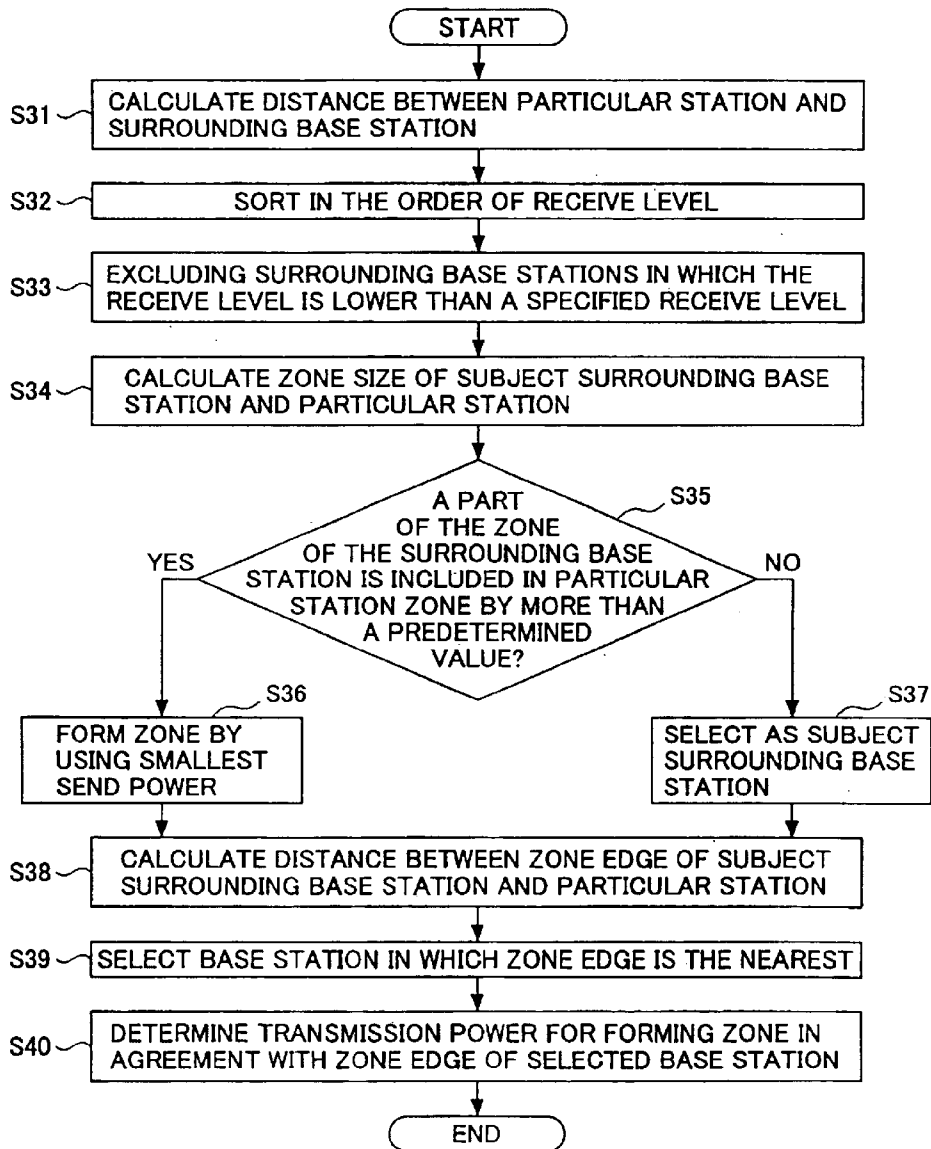 START
S31
CALCULATE DISTANCE BETWEEN PARTICULAR STATION AND
SURROUNDING BASE STATION
S32
SORT IN THE ORDER OF RECEIVE LEVEL
S33
EXCLUDING SURROUNDING BASE STATIONS IN WHICH THE
RECEIVE LEVEL IS LOWER THAN A SPECIFIED RECEIVE LEVEL
S34
CALCULATE ZONE SIZE OF SUBJECT SURROUNDING BASE
STATION AND PARTICULAR STATION
S35
A PART
OF THE ZONE
OF THE SURROUNDING BASE
STATION IS INCLUDED IN PARTICULAR
STATION ZONE BY MORE THAN
A PREDETERMINED
VALUE?
YES
NO
S36
FORM ZONE BY
USING SMALLEST
SEND POWER
S37
SELECT AS SUBJECT
SURROUNDING BASE
STATION
S38
CALCULATE DISTANCE BETWEEN ZONE EDGE OF SUBJECT
SURROUNDING BASE STATION AND PARTICULAR STATION
S39
SELECT BASE STATION IN WHICH ZONE EDGE IS THE NEAREST
S40
DETERMINE TRANSMISSION POWER FOR FORMING ZONE IN
AGREEMENT WITH ZONE EDGE OF SELECTED BASE STATION
END